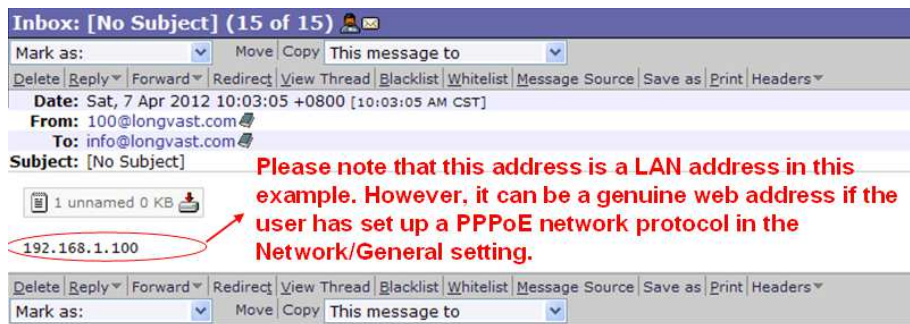 Inbox: [No Subject] (15 of 15)
Mark as: Move Copy This message to
Delete Reply Forward Redirect View Thread Blacklist Whitelist Message Source Save as Print Headers
Date: Sat, 7 Apr 2012 10:03:05 +0800 [10:03:05 AM CST]
From: 100@longvast.com
To: info@longvast.com
Subject: [No Subject]
Please note that this address is a LAN address in this
example. However, it can be a genuine web address if the
user has set up a PPPoE network protocol in the
Network/General setting.
1 unnamed 0 KB
192.168.1.100
Delete Reply Forward Redirect View Thread Blacklist Whitelist Message Source Save as Print Headers
Mark as: Move Copy This message to